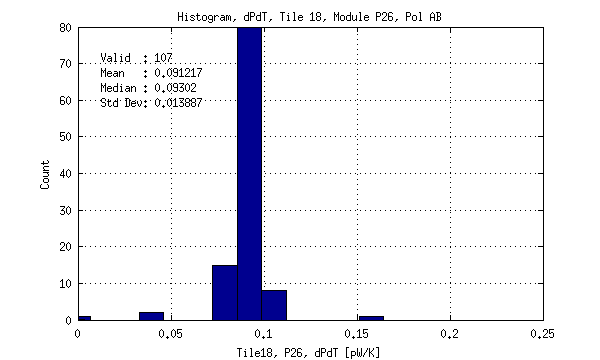 Histogram, dPdT, Tile 18, Module P26, Pol AB
80
70
60
50
40
30
20
10
0
Count
Valid : 107
Mean : 0.091217
Median : 0.09302
Std Dev: 0.013887
0 0.05 0.1 0.15 0.2 0.25
Tile18, P26, dPdT [pW/K]